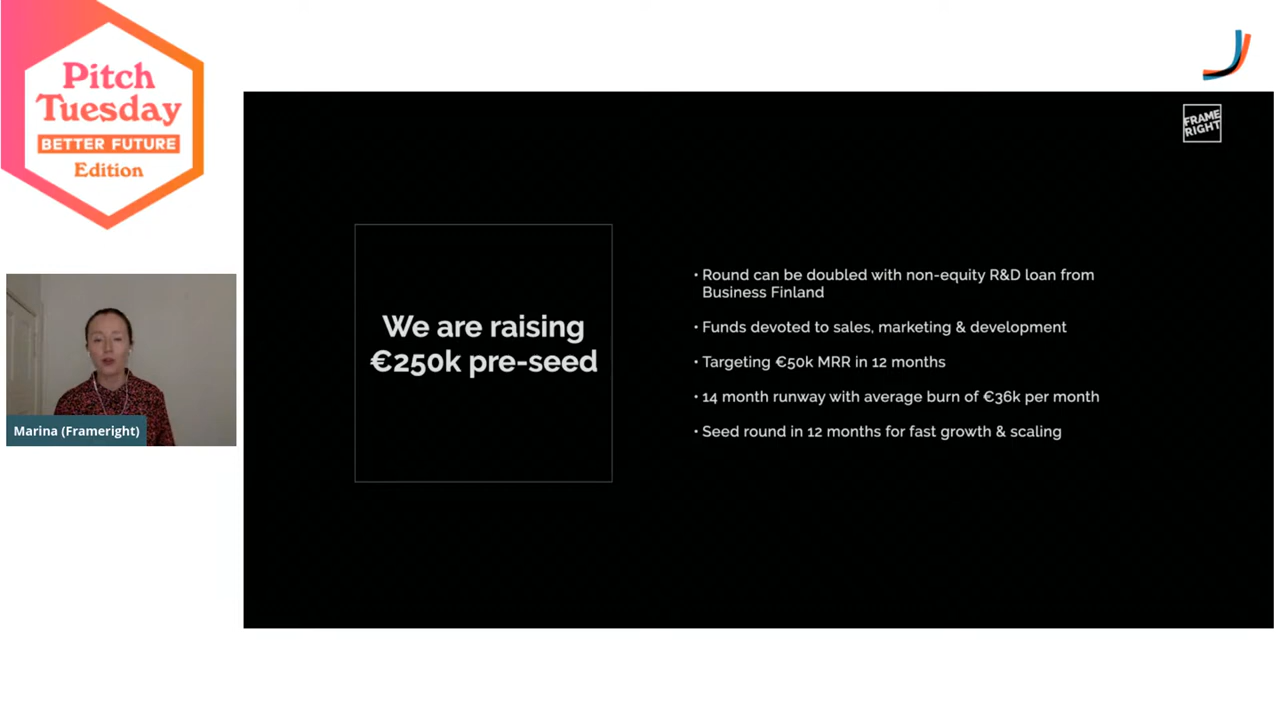 Pitch
Tuesday
BETTER FUTURE
Edition
FRAME
RIGHT
We are raising
€250k pre-seed
• Round can be doubled with non-equity R&D loan from
Business Finland
• Funds devoted to sales, marketing & development
• Targeting €50k MRR in 12 months
• 14 month runway with average burn of €36k per month
• Seed round in 12 months for fast growth & scaling
Marina (Frameright)